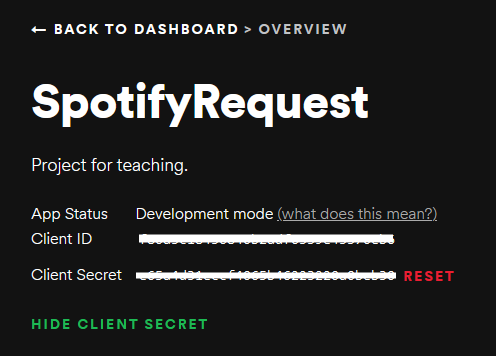 ← BACK TO DASHBOARD > OVERVIEW
SpotifyRequest
Project for teaching.
App Status Development mode (what does this mean?)
Client ID
Client Secret RESET
HIDE CLIENT SECRET